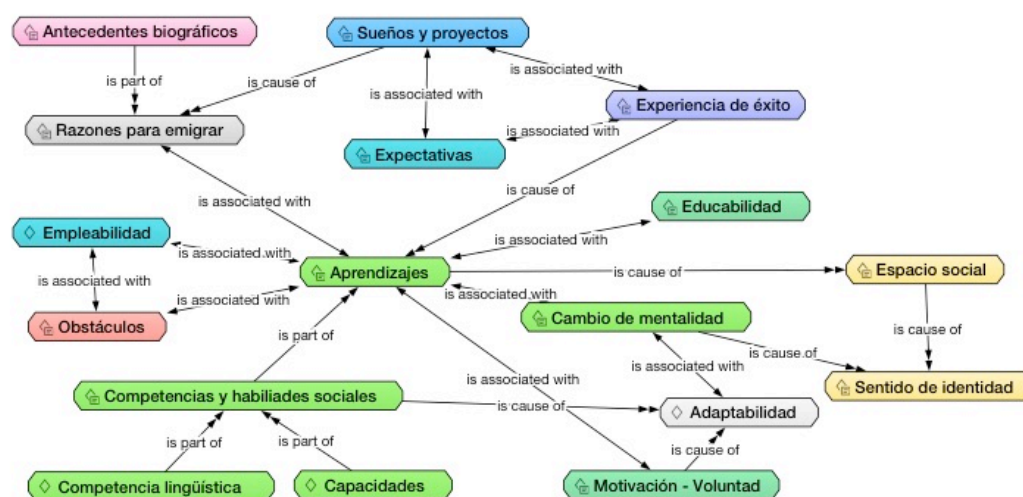 Antecedentes biográficos
Sueños y proyectos
is part of
is cause of
is associated with
is associated with
Experiencia de éxito
Razones para emigrar
is associated with
Expectativas
is cause of
is associated with
Educabilidad
Empleabilidad
is associated with
is associated with
Aprendizajes
is cause of
Espacio social
is associated with
is associated with
is associated with
Obstáculos
Cambio de mentalidad
is cause of
is part of
is associated with
is cause of
is associated with
Sentido de identidad
Competencias y habiliades sociales
is cause of
Adaptabilidad
is part of
is part of
is cause of
Competencia lingüística
Capacidades
Motivación - Voluntad